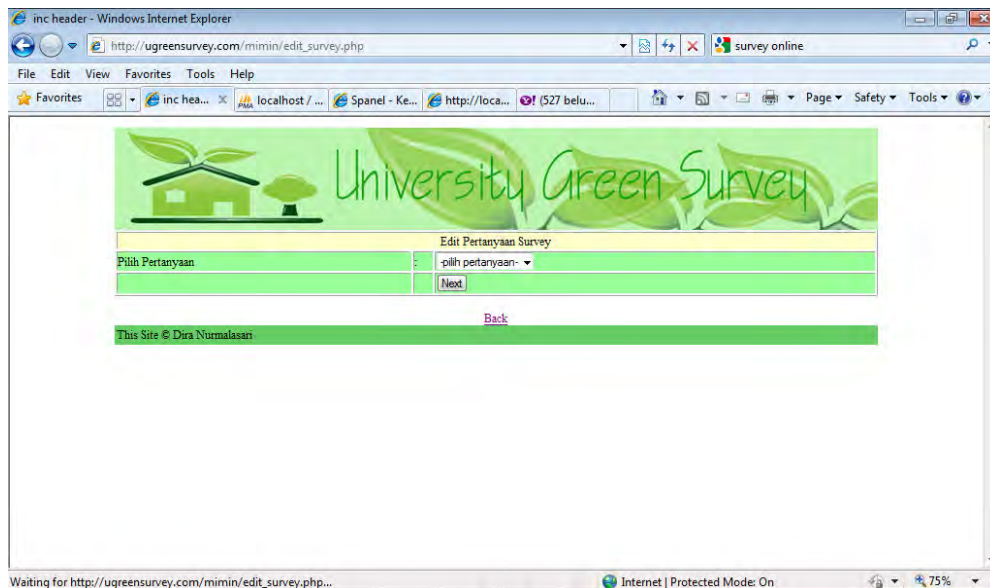 inc header - Windows Internet Explorer
http://ugreensurvey.com/mimin/edit_survey.php
survey online
File Edit View Favorites Tools Help
Favorites inc hea... localhost / ... Spanel - Ke... http://loca... (527 belu... Page Safety Tools
University Green Survey
Edit Pertanyaan Survey
Pilih Pertanyaan : -pilih pertanyaan-
Next
Back
This Site © Dira Nurmalasari
Waiting for http://ugreensurvey.com/mimin/edit_survey.php... Internet | Protected Mode: On 75%